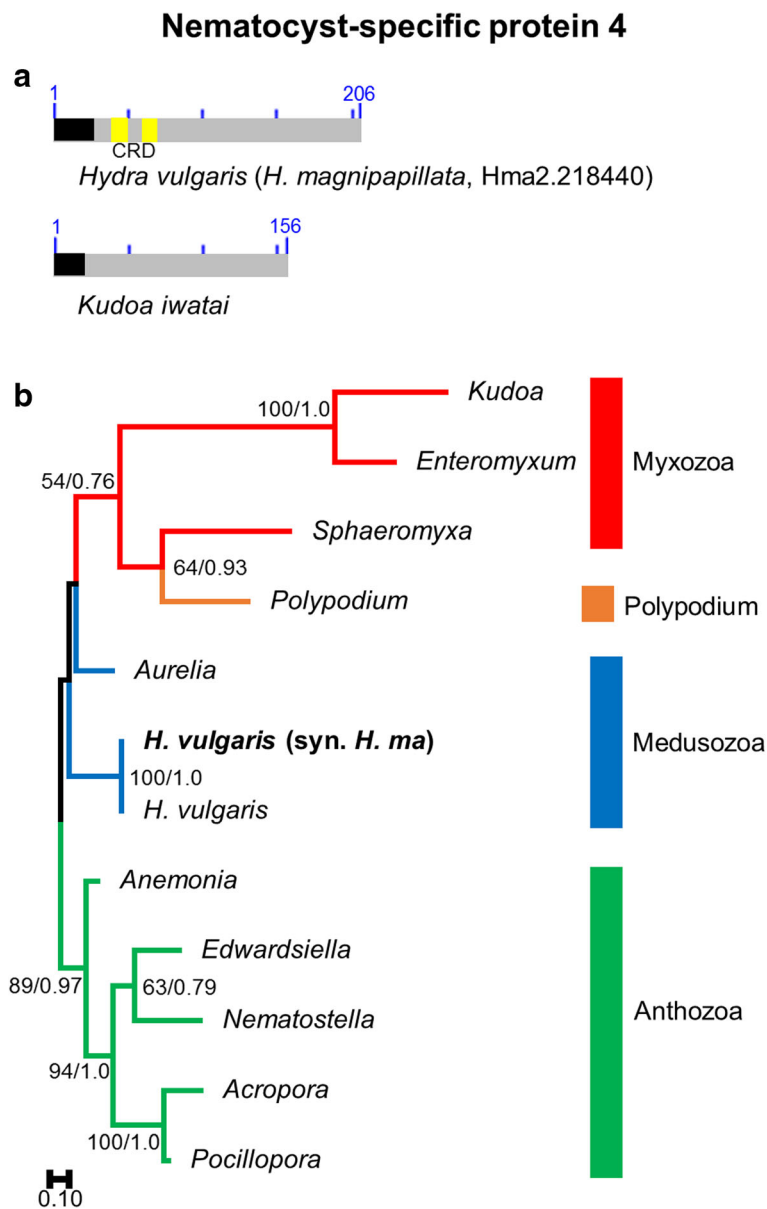 Nematocyst-specific protein 4
a
1 206
CRD
Hydra vulgaris (H. magnipapillata, Hma2.218440)
1 156
Kudoa iwatai
b
Kudoa
100/1.0
Enteromyxum
Myxozoa
54/0.76
Sphaeromyxa
64/0.93
Polypodium
Polypodium
Aurelia
H. vulgaris (syn. H. ma)
Medusozoa
100/1.0
H. vulgaris
Anemonia
Edwardsiella
89/0.97
63/0.79
Anthozoa
Nematostella
94/1.0
Acropora
100/1.0
Pocillopora
0.10